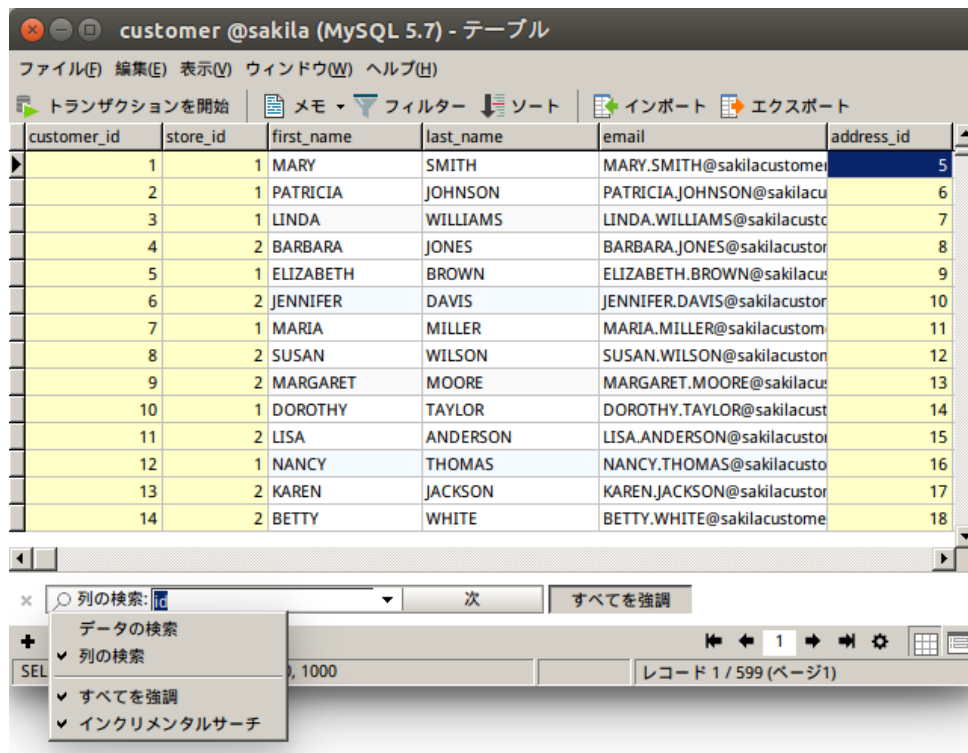 customer @sakila (MySQL 5.7) - テーブル
ファイル(F) 編集(E) 表示(V) ウィンドウ(W) ヘルプ(H)
トランザクションを開始 メモ フィルター ソート インポート エクスポート
customer_id store_id first_name last_name email address_id
1 1 MARY SMITH MARY.SMITH@sakilacustomer 5
2 1 PATRICIA JOHNSON PATRICIA.JOHNSON@sakilacu 6
3 1 LINDA WILLIAMS LINDA.WILLIAMS@sakilacusto 7
4 2 BARBARA JONES BARBARA.JONES@sakilacustor 8
5 1 ELIZABETH BROWN ELIZABETH.BROWN@sakilacus 9
6 2 JENNIFER DAVIS JENNIFER.DAVIS@sakilacustor 10
7 1 MARIA MILLER MARIA.MILLER@sakilacustom 11
8 2 SUSAN WILSON SUSAN.WILSON@sakilacuston 12
9 2 MARGARET MOORE MARGARET.MOORE@sakilacus 13
10 1 DOROTHY TAYLOR DOROTHY.TAYLOR@sakilacust 14
11 2 LISA ANDERSON LISA.ANDERSON@sakilacustor 15
12 1 NANCY THOMAS NANCY.THOMAS@sakilacusto 16
13 2 KAREN JACKSON KAREN.JACKSON@sakilacustor 17
14 2 BETTY WHITE BETTY.WHITE@sakilacustome 18
列の検索: id 次 すべてを強調
データの検索
列の検索
すべてを強調
インクリメンタルサーチ
1
SEL , 1000 レコード 1 / 599 (ページ1)